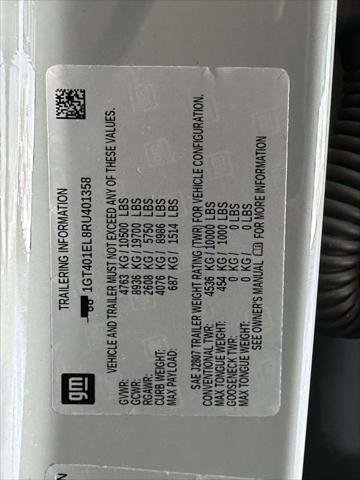 gm
TRAILERING INFORMATION
1GT401EL8RU401358
VEHICLE AND TRAILER MUST NOT EXCEED ANY OF THESE VALUES.
GVWR: 4763 KG/ 10500 LBS
GCWR: 8936 KG/ 19700 LBS
RGAWR: 2608 KG/ 5750 LBS
CURB WEIGHT: 4076 KG/ 8986 LBS
MAX PAYLOAD: 687 KG/ 1514 LBS
SAE J2807 TRAILER WEIGHT RATING (TWR) FOR VEHICLE CONFIGURATION.
CONVENTIONAL TWR: 4536 KG/ 10000 LBS
MAX TONGUE WEIGHT: 454 KG/ 1000 LBS
GOOSENECK TWR: 0 KG/ 0 LBS
MAX TONGUE WEIGHT: 0 KG/ 0 LBS
SEE OWNER'S MANUAL FOR MORE INFORMATION